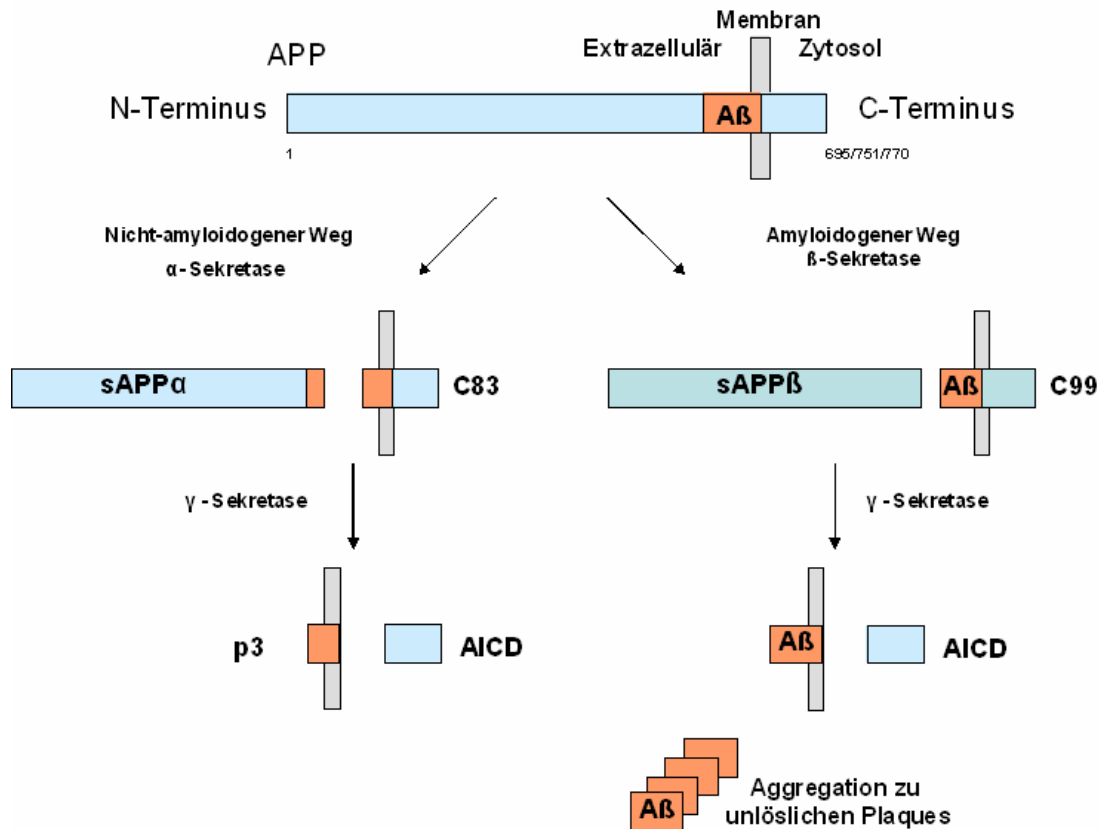 Membran
Extrazellulär Zytosol
APP
N-Terminus Aß C-Terminus
1 695/751/770
Nicht-amyloidogener Weg
α-Sekretase
Amyloidogener Weg
ß-Sekretase
sAPPα C83
sAPPß Aß C99
γ - Sekretase
γ - Sekretase
p3 AICD
Aß AICD
Aß
Aggregation zu
unlöslichen Plaques